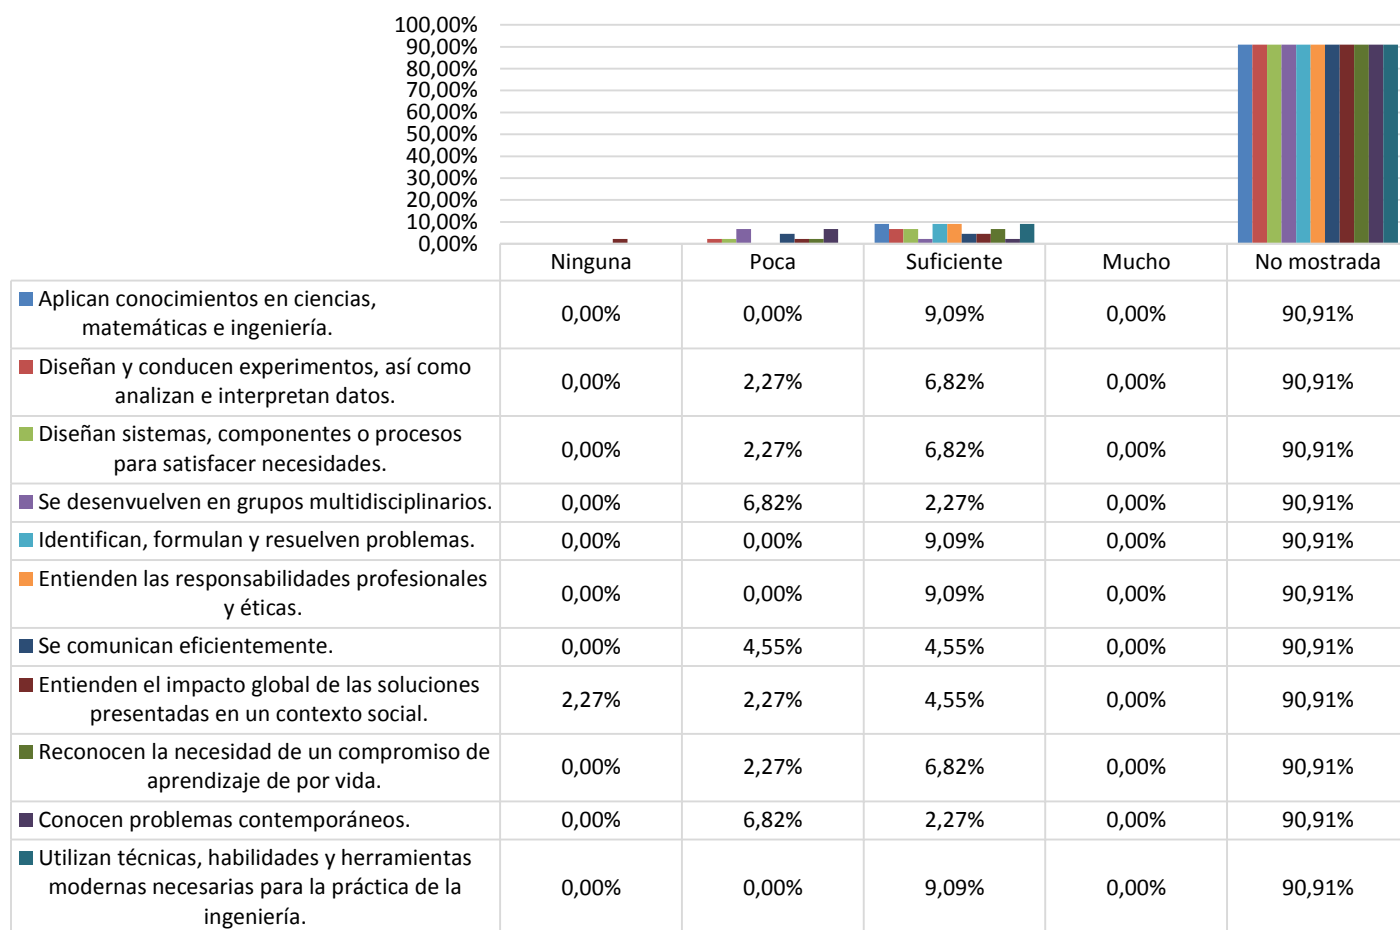 100,00%
90,00%
80,00%
70,00%
60,00%
50,00%
40,00%
30,00%
20,00%
10,00%
0,00%
Ninguna Poca Suficiente Mucho No mostrada
Aplican conocimientos en ciencias,
matemáticas e ingeniería.
0,00% 0,00% 9,09% 0,00% 90,91%
Diseñan y conducen experimentos, así como
analizan e interpretan datos.
0,00% 2,27% 6,82% 0,00% 90,91%
Diseñan sistemas, componentes o procesos
para satisfacer necesidades.
0,00% 2,27% 6,82% 0,00% 90,91%
Se desenvuelven en grupos multidisciplinarios. 0,00% 6,82% 2,27% 0,00% 90,91%
Identifican, formulan y resuelven problemas. 0,00% 0,00% 9,09% 0,00% 90,91%
Entienden las responsabilidades profesionales
y éticas.
0,00% 0,00% 9,09% 0,00% 90,91%
Se comunican eficientemente. 0,00% 4,55% 4,55% 0,00% 90,91%
Entienden el impacto global de las soluciones
presentadas en un contexto social.
2,27% 2,27% 4,55% 0,00% 90,91%
Reconocen la necesidad de un compromiso de
aprendizaje de por vida.
0,00% 2,27% 6,82% 0,00% 90,91%
Conocen problemas contemporáneos. 0,00% 6,82% 2,27% 0,00% 90,91%
Utilizan técnicas, habilidades y herramientas
modernas necesarias para la práctica de la
ingeniería.
0,00% 0,00% 9,09% 0,00% 90,91%